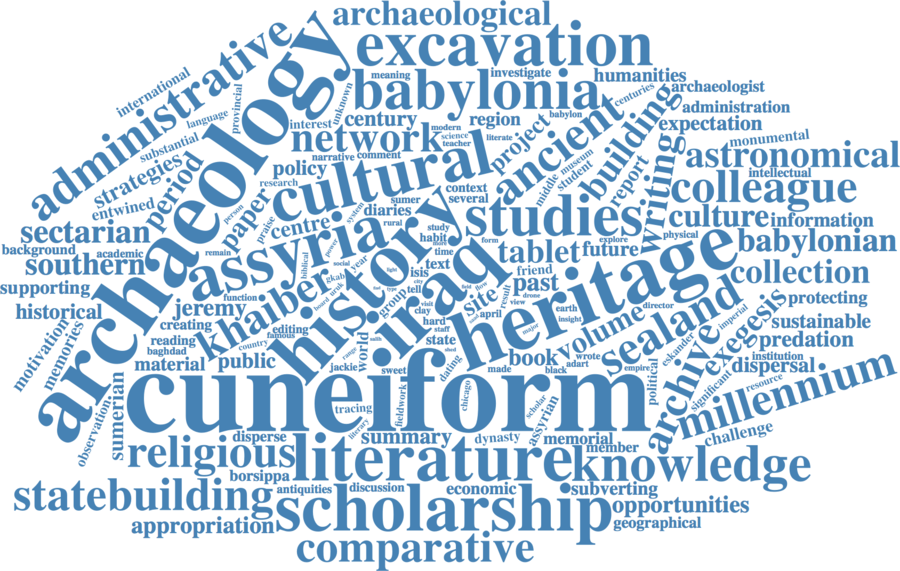 archaeological
excavation
administrative
archaeology
international
meaning
investigate
humanities
archaeologist
babylonia
language
provincial
unknown
century
region
babylon
centuries
administration
interest
network
modern
science
teacher
literate
project
ancient
building
expectation
monumental
substantial
strategies
period
policy
narrative
comment
cultural
museum
middle
student
report
writing
astronomical
intellectual
entwined
research
paper
sumer
context
several
colleague
person
praise
centre
diaries
system
rural
studies
culture
information
sectarian
background
academic
remain
assyria
history
study
habit
more
time
form
tablet
explore
future
physical
babylonian
southern
supporting
biblical
social
power
year
gkab
light
isis
city
text
iraq
friend
past
heritage
collection
historical
function
jeremy
khaiber
board
uruk
type
group
tell
clay
visit
field
flow
site
result
drone
view
earth
insight
director
volume
sealand
imperial
protecting
motivation
memories
creating
reading
baghdad
country
famous
editing
hard
staff
april
state
major
wrote
eskander
exegesis
sustainable
predation
material
public
range
jackie
world
sweet
shed
dating
made
book
black
adart
empire
political
archive
significant
institution
dispersal
resource
millennium
cuneiform
sumerian
observation
tracing
fieldwork
chicago
scholar
assyrian
literary
disperse
summary
dynasty
memorial
member
challenge
religious
borsippa
literature
knowledge
statebuilding
antiquities
discussion
economic
subverting
opportunities
appropriation
scholarship
geographical
comparative